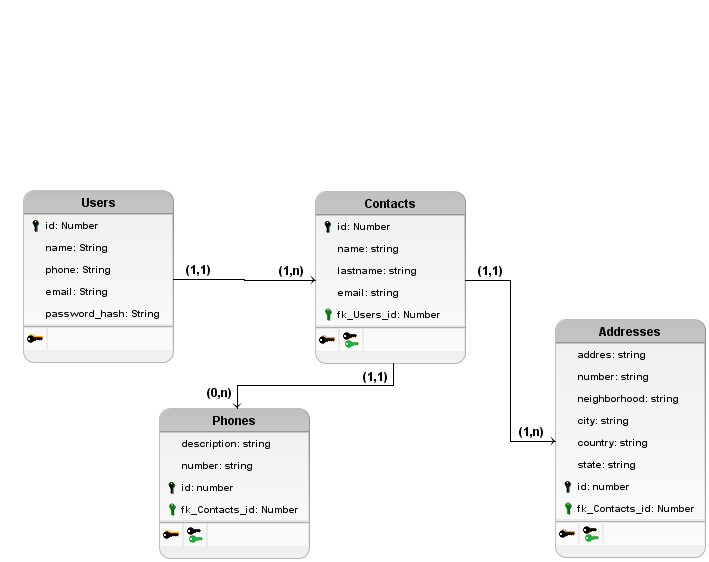 Users
id: Number
name: String
phone: String
email: String
password_hash: String
(1,1)
(1,n)
Contacts
id: Number
name: string
lastname: string
email: string
fk_Users_id: Number
(1,1)
(1,n)
(1,1)
(0,n)
Phones
description: string
number: string
id: number
fk_Contacts_id: Number
Addresses
addres: string
number: string
neighborhood: string
city: string
country: string
state: string
id: number
fk_Contacts_id: Number